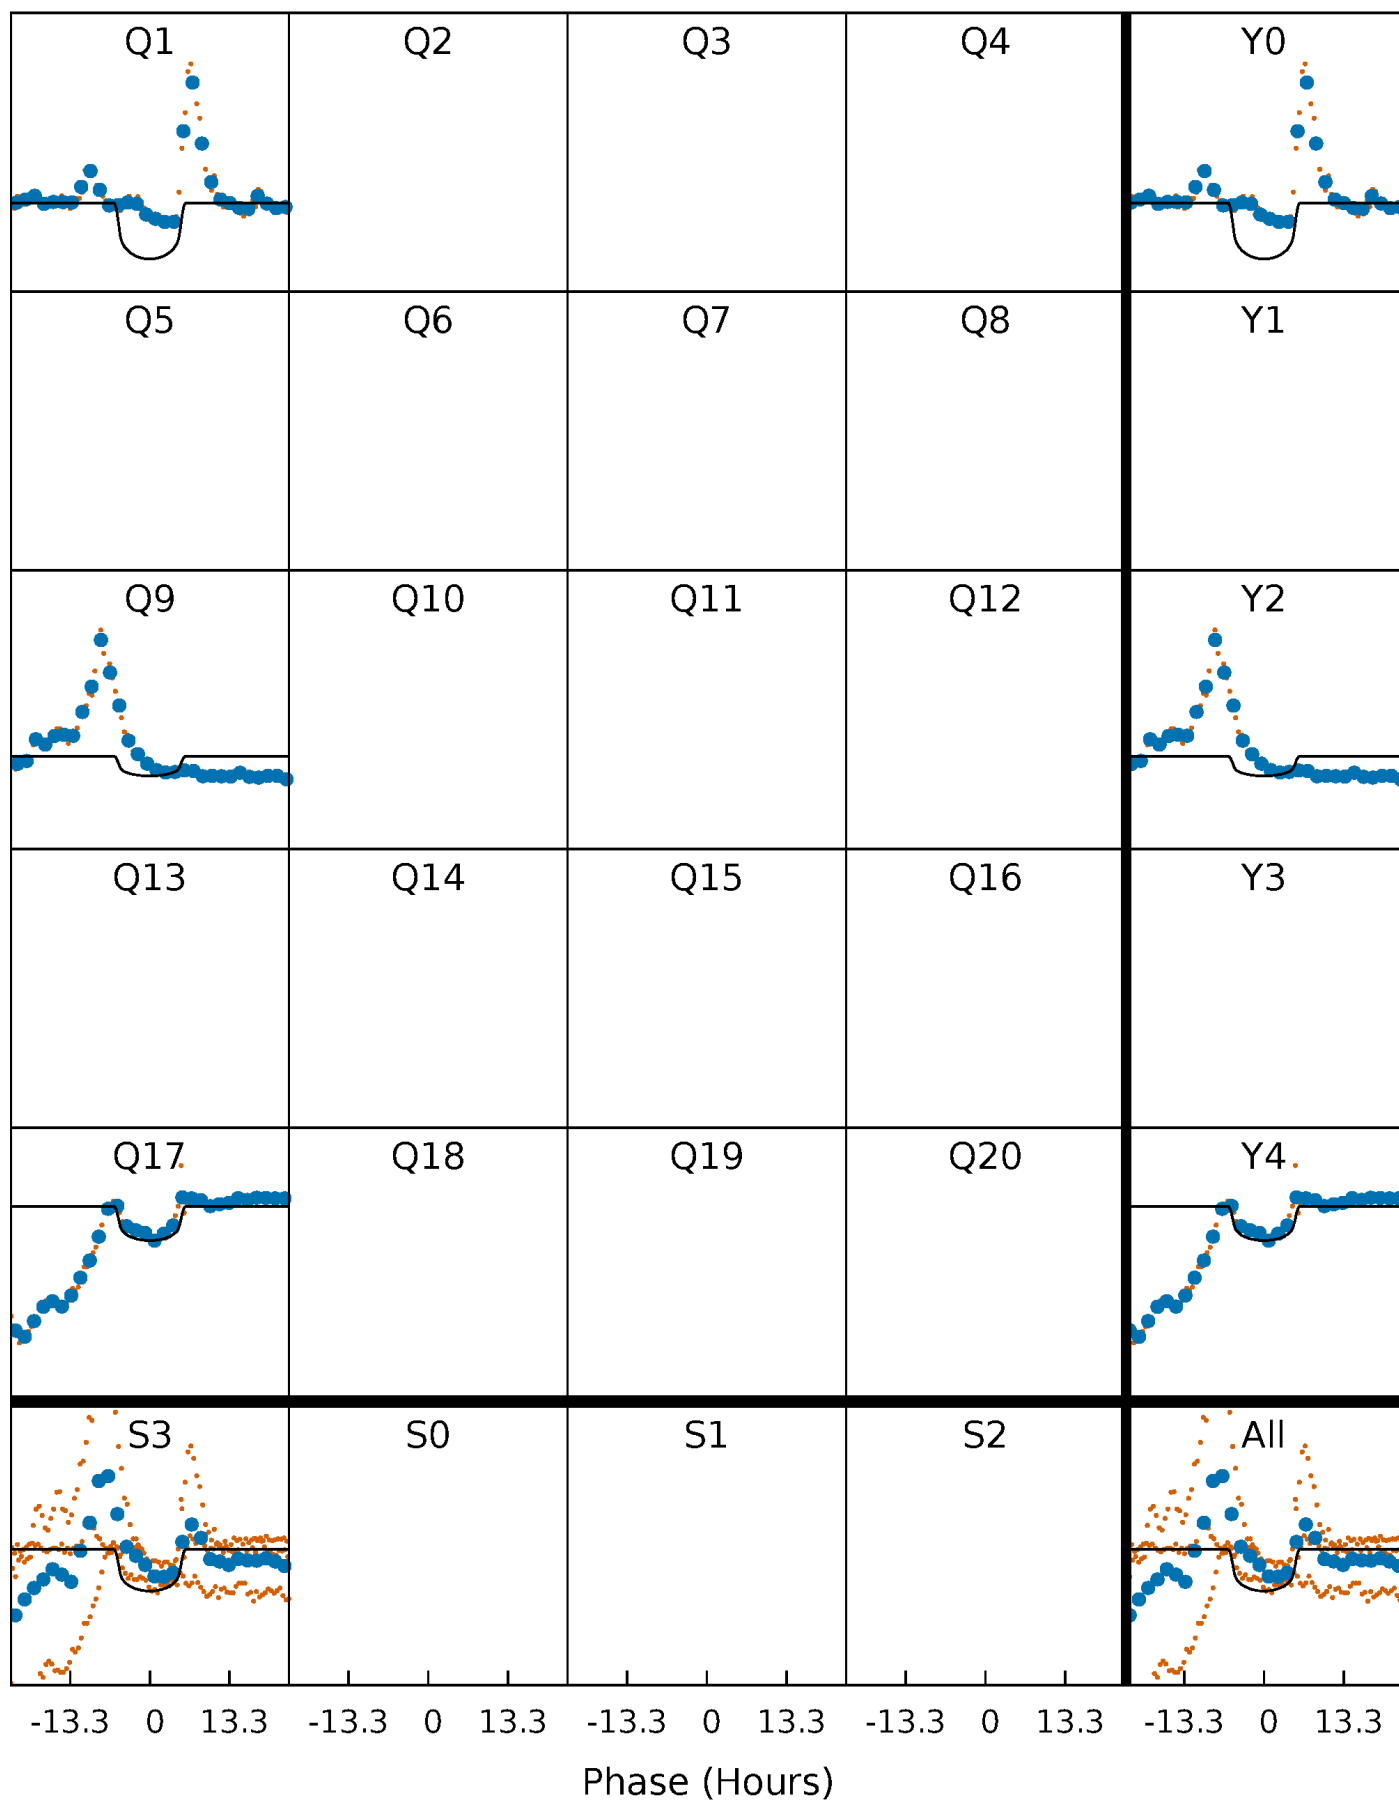 Q1 Q2 Q3 Q4 Y0
Q5 Q6 Q7 Q8 Y1
Q9 Q10 Q11 Q12 Y2
Q13 Q14 Q15 Q16 Y3
Q17 Q18 Q19 Q20 Y4
S3 S0 S1 S2 All
-13.3 0 13.3 -13.3 0 13.3 -13.3 0 13.3 -13.3 0 13.3 -13.3 0 13.3
Phase (Hours)